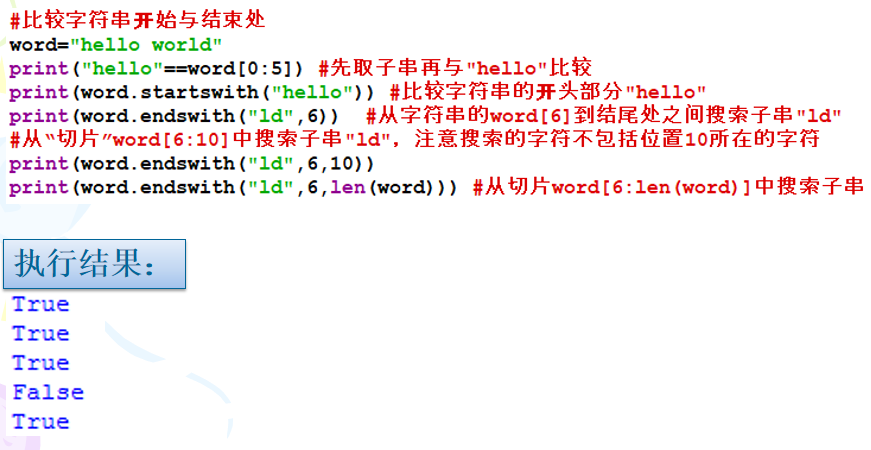 #比较字符串开始与结束处
word="hello world"
print("hello"==word[0:5]) #先取子串再与"hello"比较
print(word.startswith("hello")) #比较字符串的开头部分"hello"
print(word.endswith("ld",6))  #从字符串的word[6]到结尾处之间搜索子串"ld"
#从“切片”word[6:10]中搜索子串"ld"，注意搜索的字符不包括位置10所在的字符
print(word.endswith("ld",6,10))
print(word.endswith("ld",6,len(word))) #从切片word[6:len(word)]中搜索子串
执行结果：
True
True
True
False
True